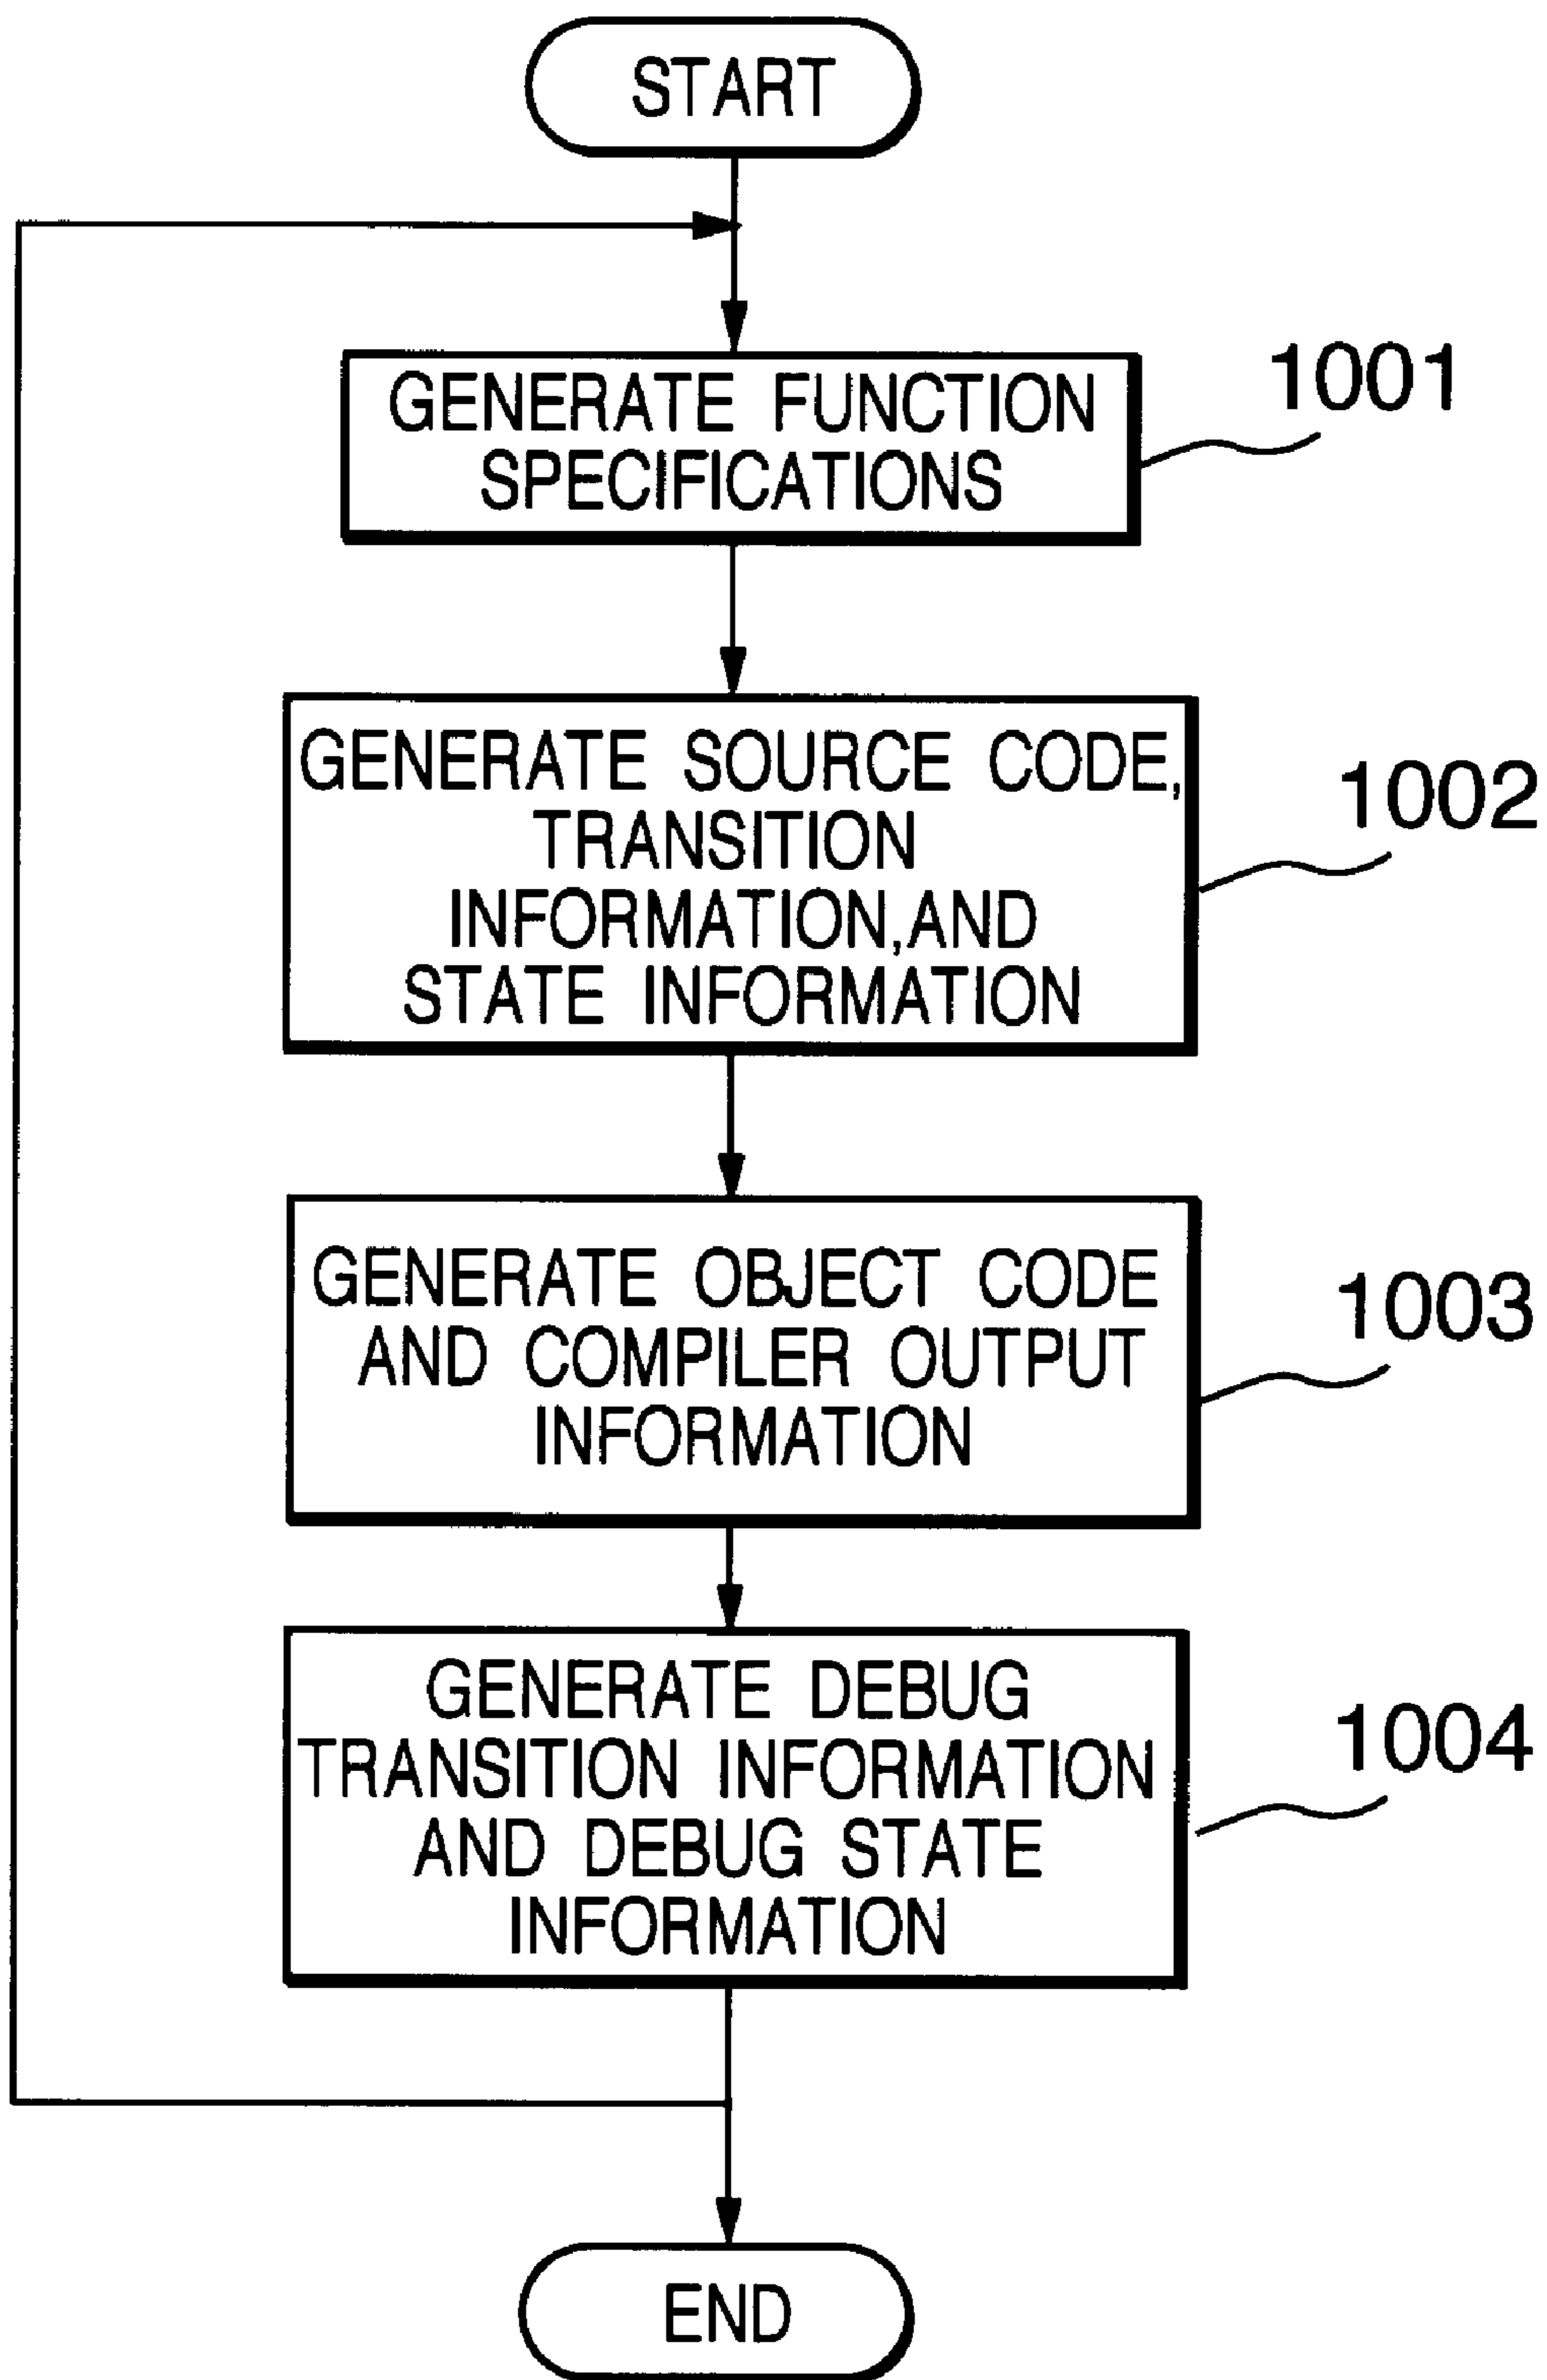 START
GENERATE FUNCTION
SPECIFICATIONS
1001
GENERATE SOURCE CODE,
TRANSITION
INFORMATION,AND
STATE INFORMATION
1002
GENERATE OBJECT CODE
AND COMPILER OUTPUT
INFORMATION
1003
GENERATE DEBUG
TRANSITION INFORMATION
AND DEBUG STATE
INFORMATION
1004
END